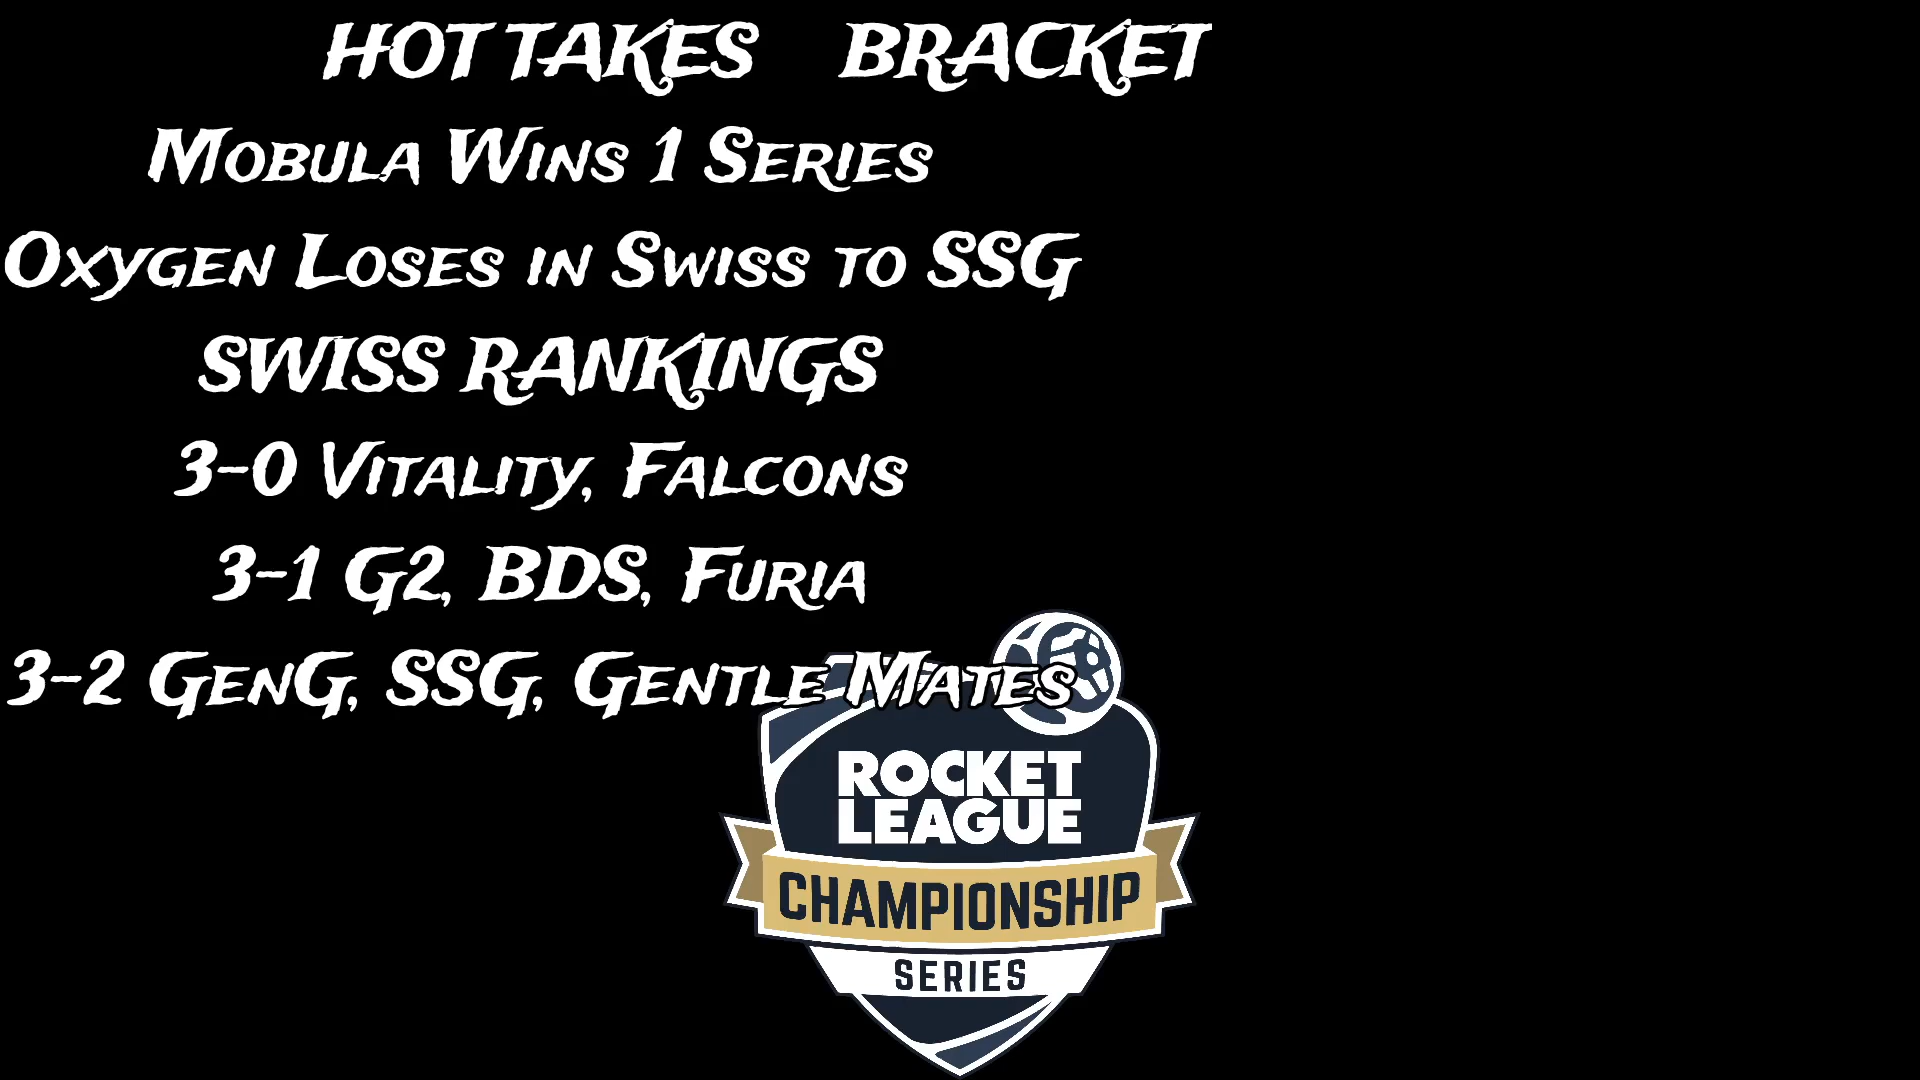 HOT TAKES BRACKET
Mobula Wins 1 Series
Oxygen Loses in Swiss to SSG
SWISS RANKINGS
3-0 Vitality, Falcons
3-1 G2, BDS, Furia
3-2 GenG, SSG, Gentle Mates
ROCKET
LEAGUE
CHAMPIONSHIP
SERIES